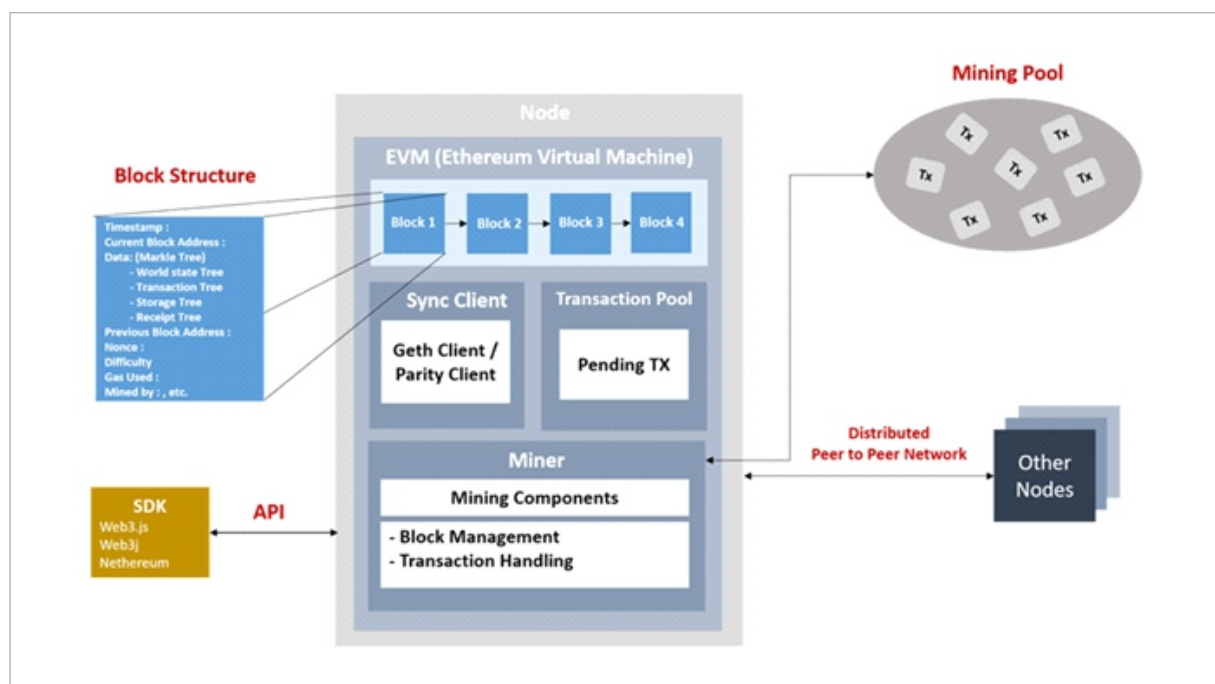 Mining Pool
Tx
Tx
Tx
Tx
Tx
Tx
Tx
Node
EVM (Ethereum Virtual Machine)
Block 1
Block 2
Block 3
Block 4
Block Structure
Timestamp :
Current Block Address :
Data: (Markle Tree)
- World state Tree
- Transaction Tree
- Storage Tree
- Receipt Tree
Previous Block Address :
Nonce :
Difficulty
Gas Used :
Mined by : , etc.
Sync Client
Geth Client /
Parity Client
Transaction Pool
Pending TX
Miner
Mining Components
- Block Management
- Transaction Handling
Distributed
Peer to Peer Network
Other
Nodes
SDK
Web3.js
Web3j
Nethereum
API